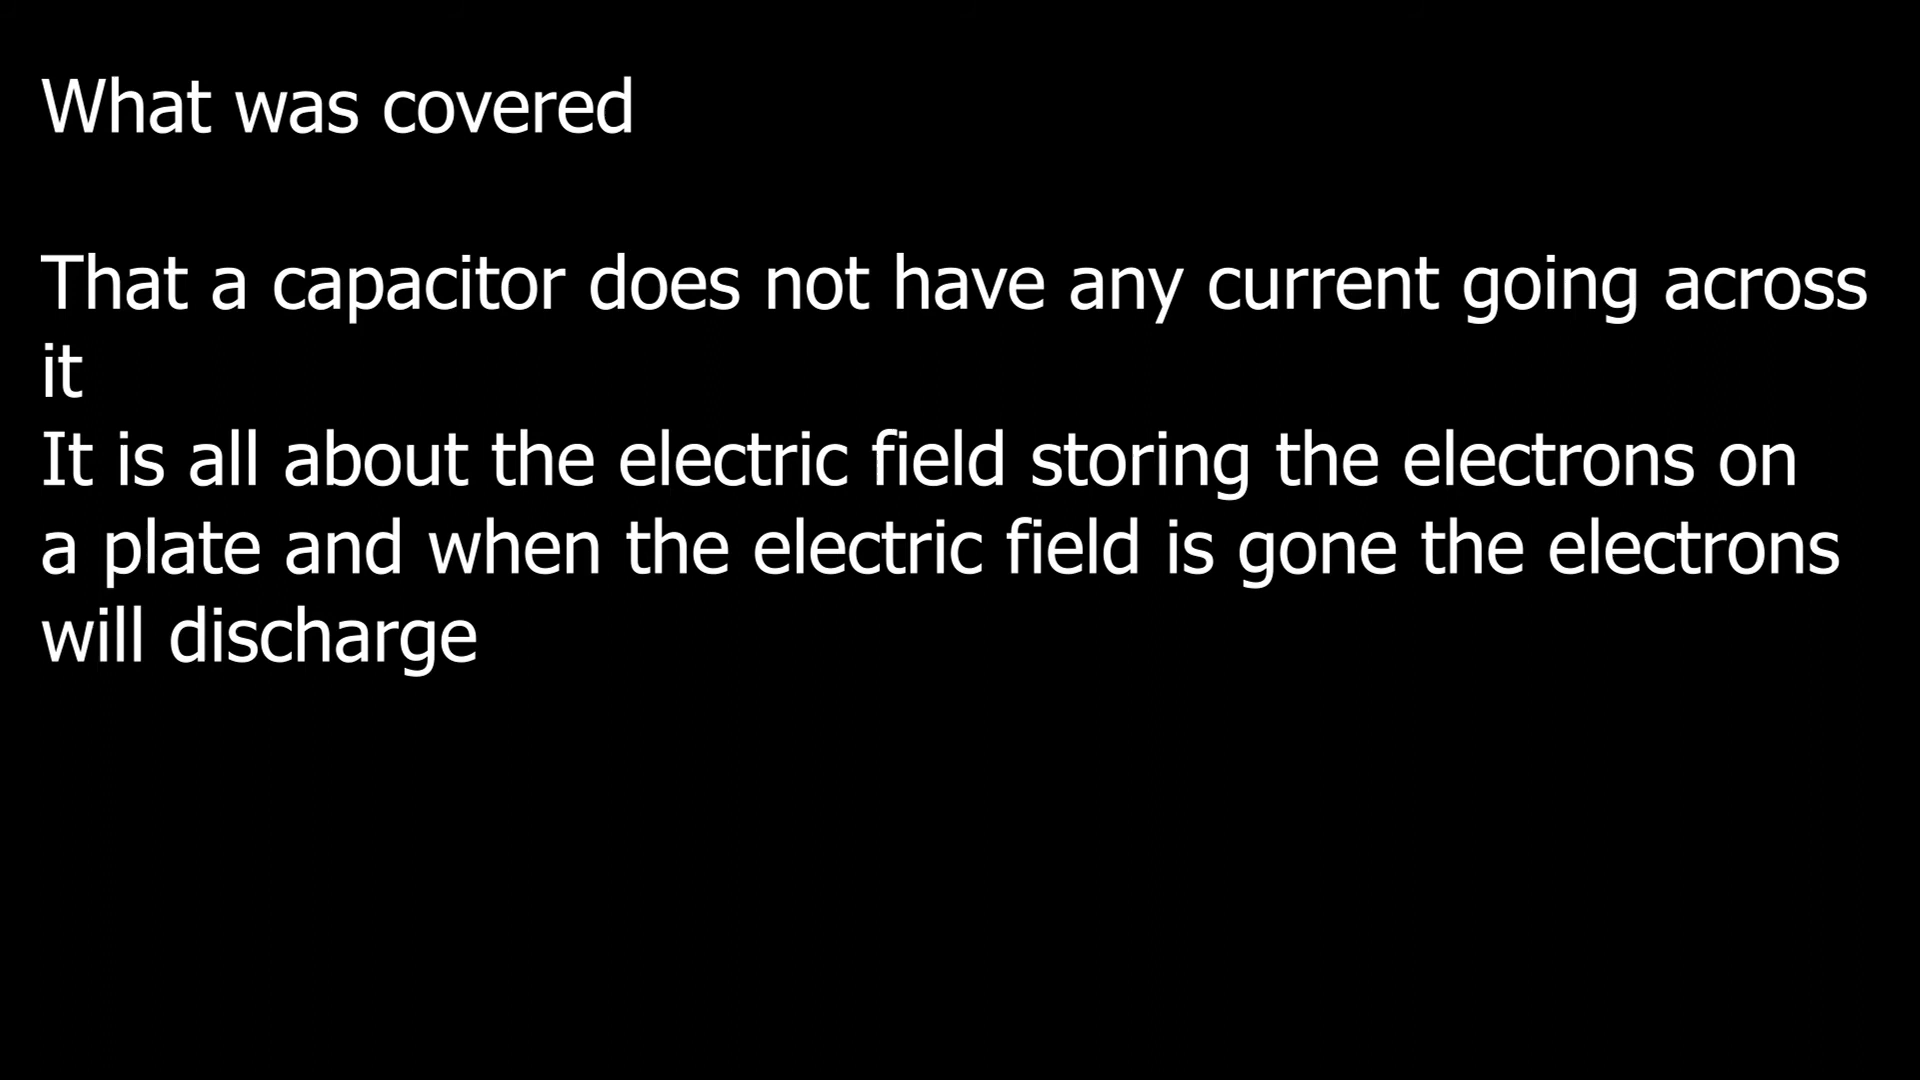 What was covered
That a capacitor does not have any current going across
it
It is all about the electric field storing the electrons on
a plate and when the electric field is gone the electrons
will discharge